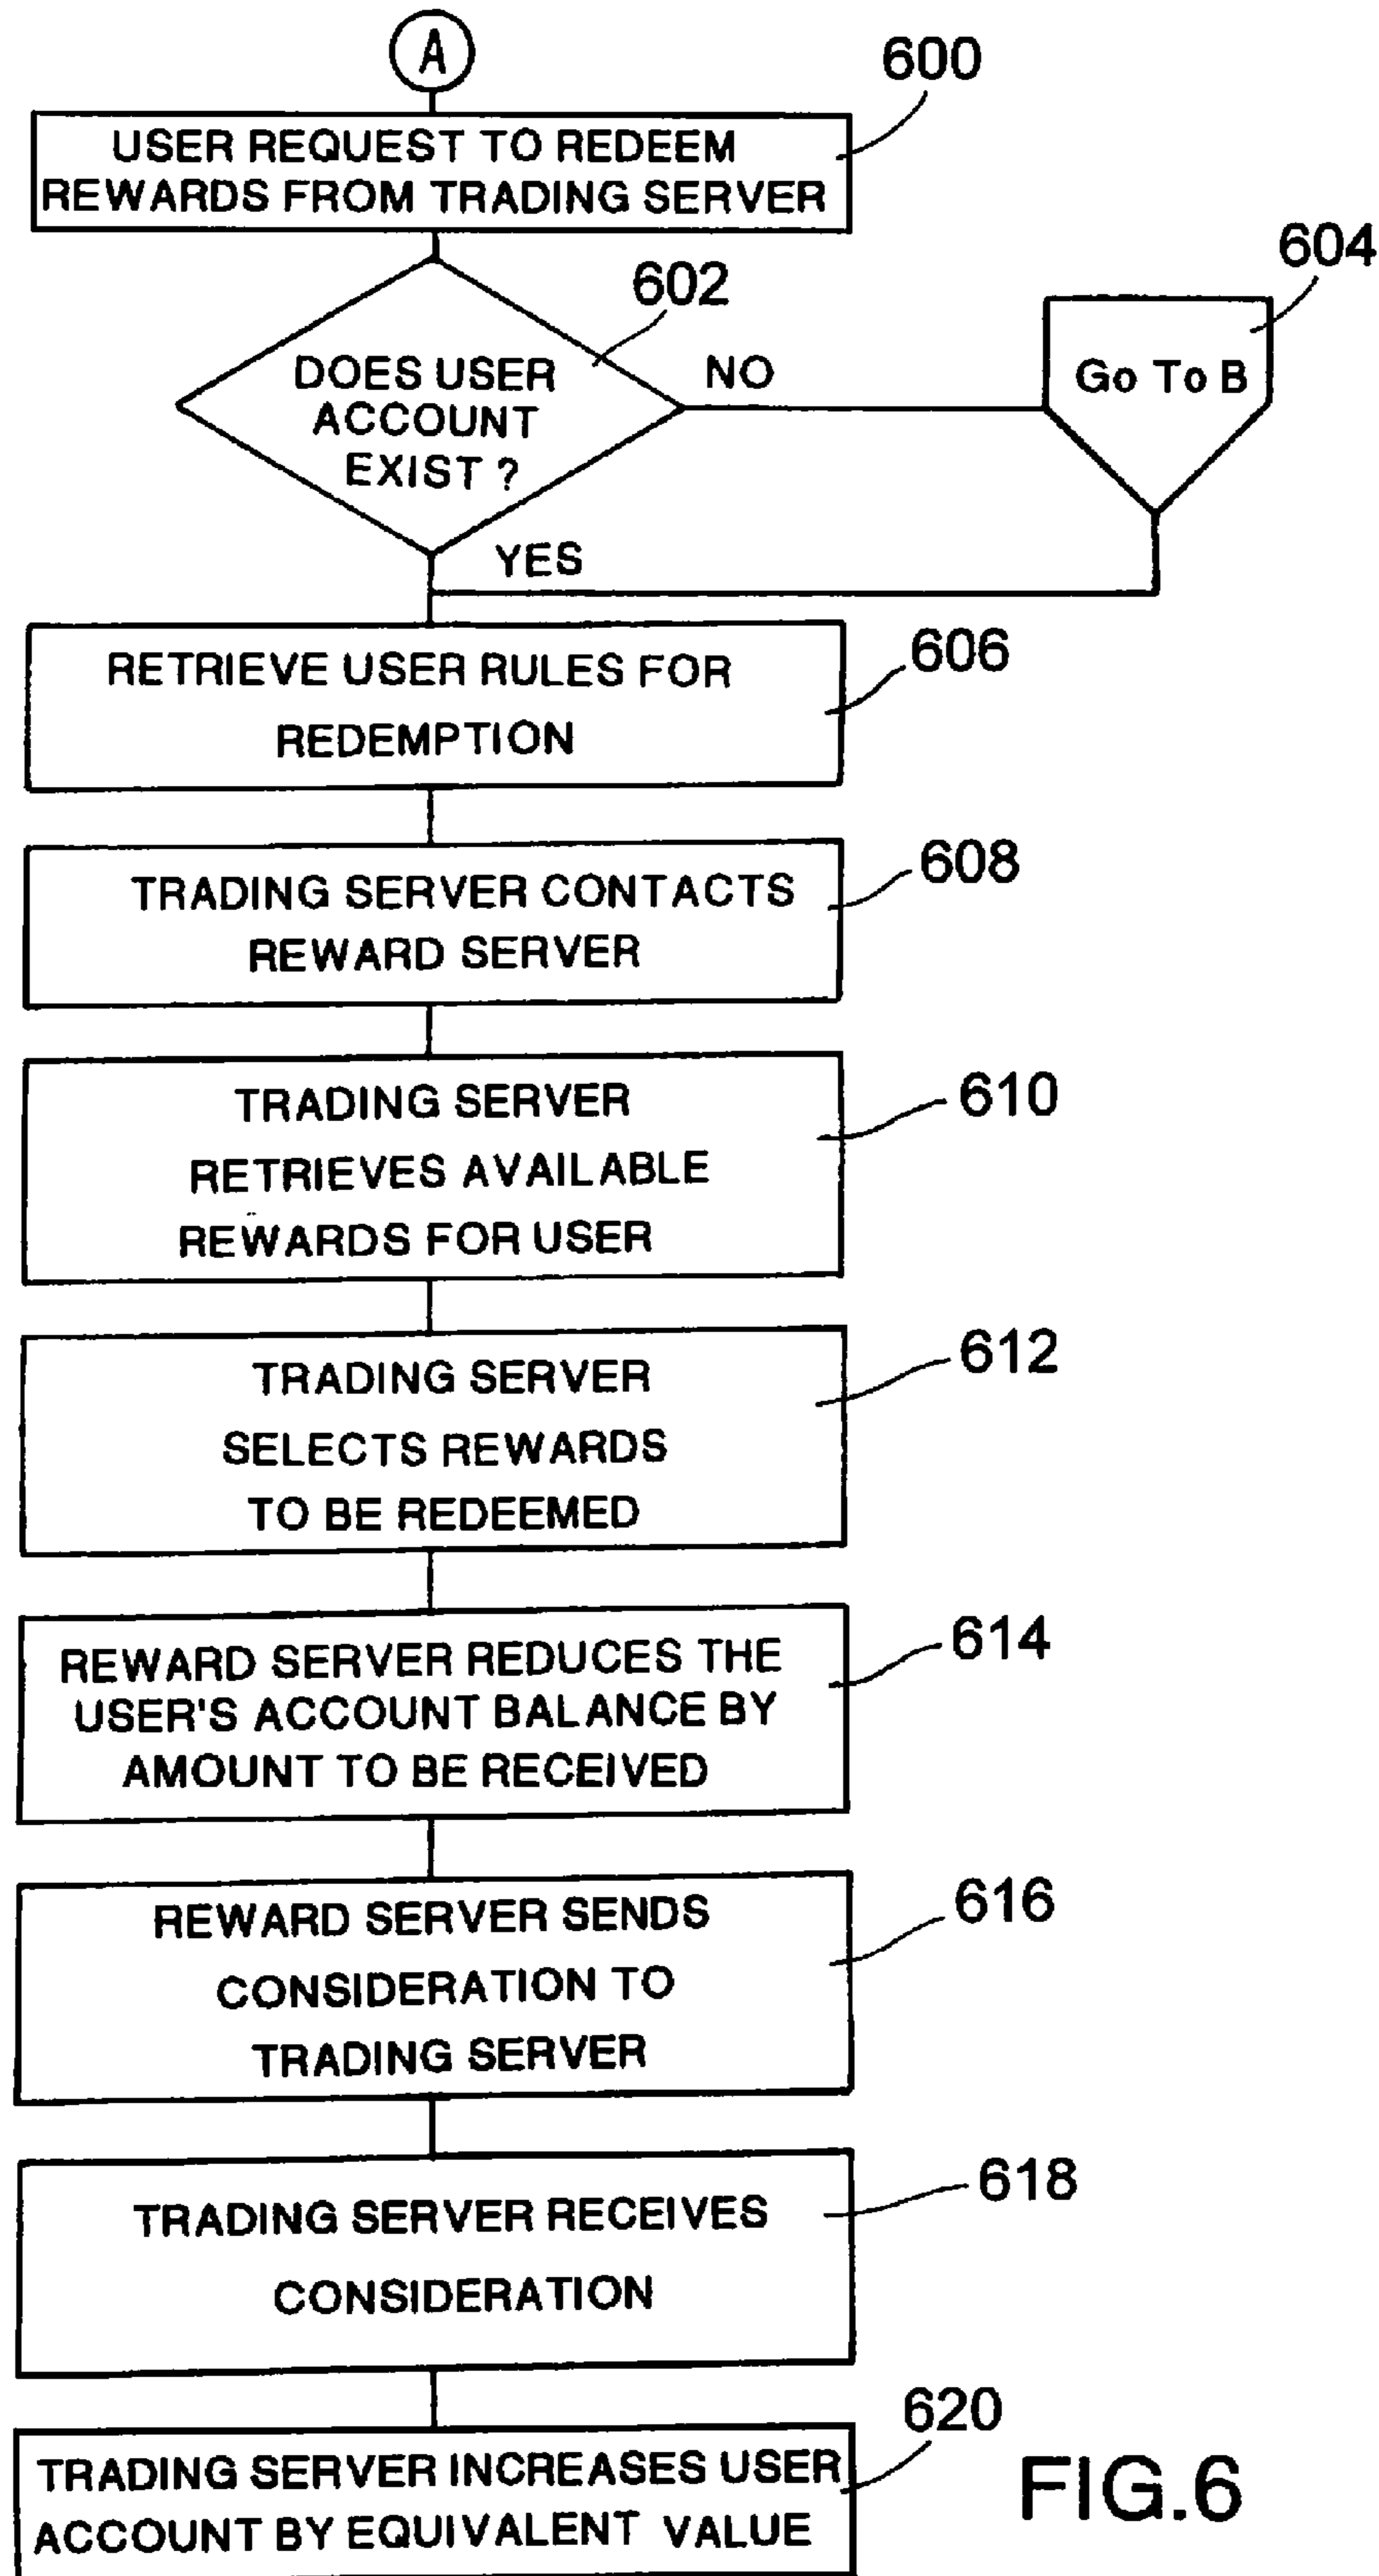 A
600
USER REQUEST TO REDEEM
REWARDS FROM TRADING SERVER
602
604
DOES USER
ACCOUNT
EXIST ?
NO
Go To B
YES
606
RETRIEVE USER RULES FOR
REDEMPTION
608
TRADING SERVER CONTACTS
REWARD SERVER
610
TRADING SERVER
RETRIEVES AVAILABLE
REWARDS FOR USER
612
TRADING SERVER
SELECTS REWARDS
TO BE REDEEMED
614
REWARD SERVER REDUCES THE
USER'S ACCOUNT BALANCE BY
AMOUNT TO BE RECEIVED
616
REWARD SERVER SENDS
CONSIDERATION TO
TRADING SERVER
618
TRADING SERVER RECEIVES
CONSIDERATION
620
TRADING SERVER INCREASES USER
ACCOUNT BY EQUIVALENT VALUE
FIG.6